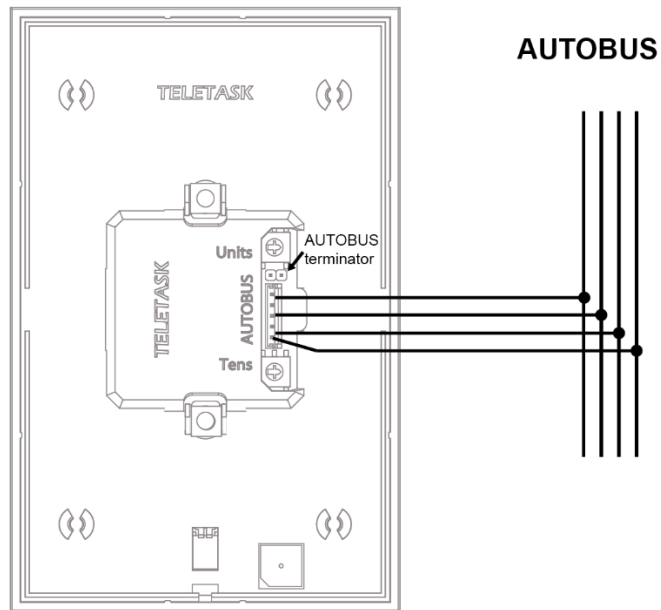 AUTOBUS
TELETASK
Units
AUTOBUS
terminator
AUTOBUS
TELETASK
Tens